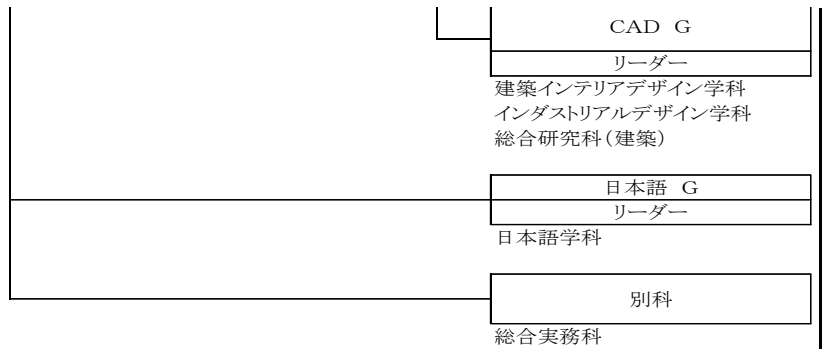 CAD G
リーダー
建築インテリアデザイン学科
インダストリアルデザイン学科
総合研究科（建築）
日本語 G
リーダー
日本語学科
別科
総合実務科